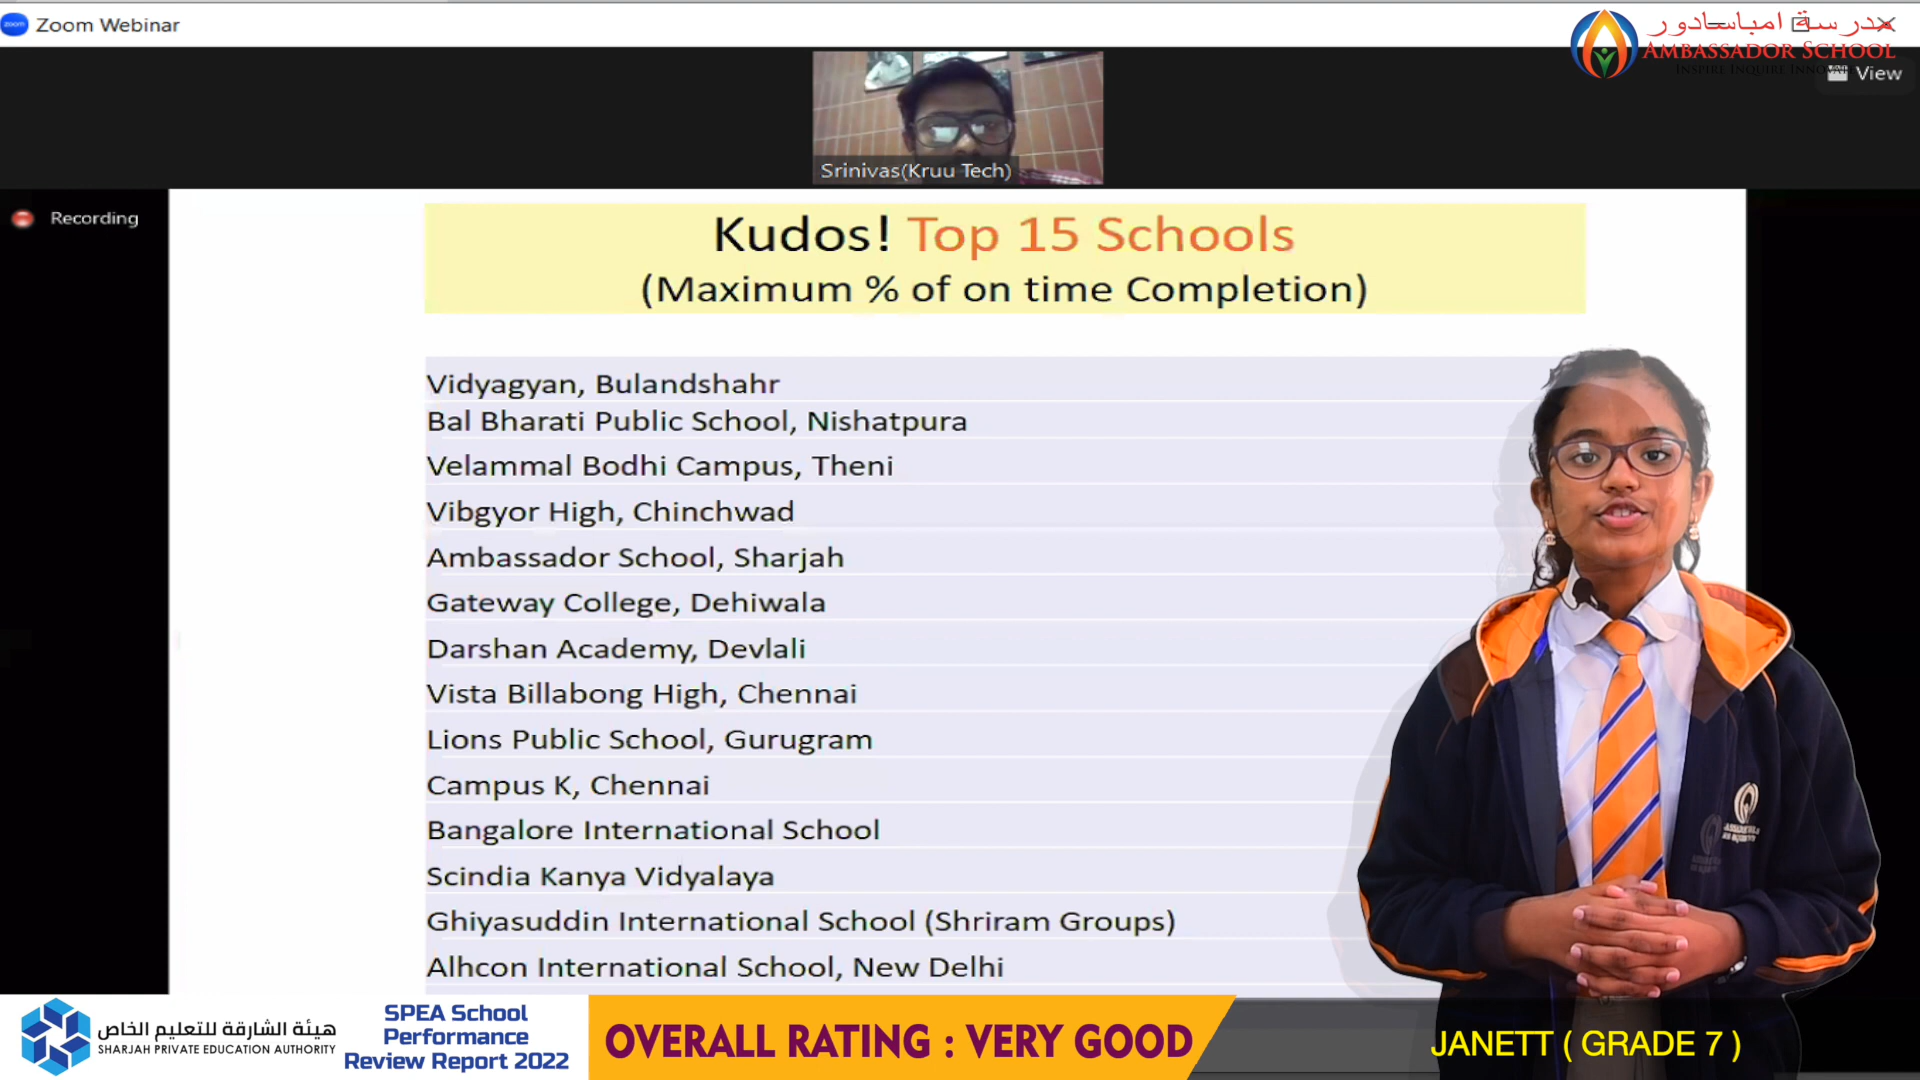 zoom
Zoom Webinar
مدرسة امباسادور
AMBASSADOR SCHOOL
INSPIRE INQUIRE
View
Srinivas(Kruu Tech)
Recording
Kudos! Top 15 Schools
(Maximum % of on time Completion)
Vidyagyan, Bulandshahr
Bal Bharati Public School, Nishatpura
Velammal Bodhi Campus, Theni
Vibgyor High, Chinchwad
Ambassador School, Sharjah
Gateway College, Dehiwala
Darshan Academy, Devlali
Vista Billabong High, Chennai
Lions Public School, Gurugram
Campus K, Chennai
Bangalore International School
Scindia Kanya Vidyalaya
Ghiyasuddin International School (Shriram Groups)
Alhcon International School, New Delhi
هيئة الشارقة للتعليم الخاص
SHARJAH PRIVATE EDUCATION AUTHORITY
SPEA School
Performance
Review Report 2022
OVERALL RATING : VERY GOOD
JANETT ( GRADE 7 )